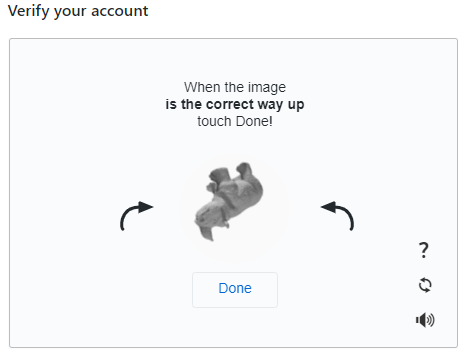 Verify your account
When the image
is the correct way up
touch Done!
Done
?